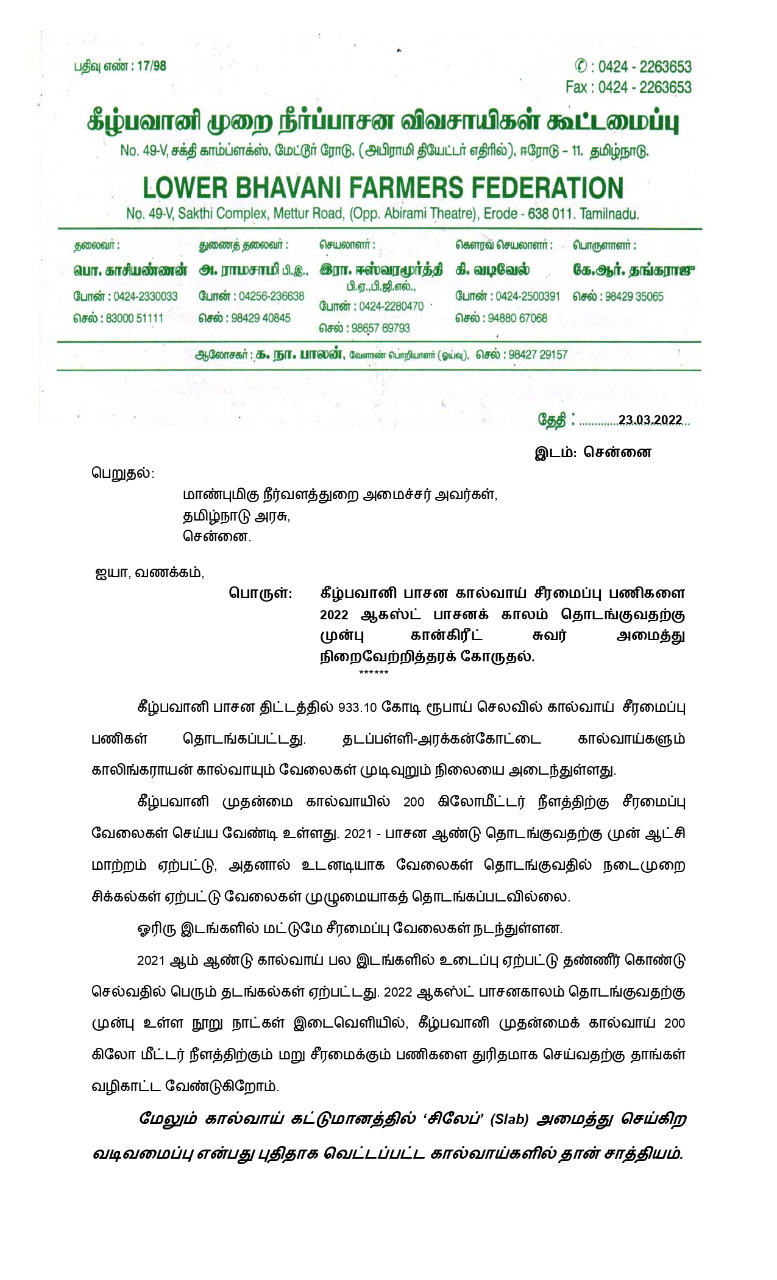 பதிவு எண் : 17/98
✆ : 0424 - 2263653
Fax : 0424 - 2263653
கீழ்பவானி முறை நீர்ப்பாசன விவசாயிகள் கூட்டமைப்பு
No. 49-V, சக்தி காம்ப்ளக்ஸ், மேட்டூர் ரோடு, (அபிராமி தியேட்டர் எதிரில்), ஈரோடு – 11. தமிழ்நாடு.
LOWER BHAVANI FARMERS FEDERATION
No. 49-V, Sakthi Complex, Mettur Road, (Opp. Abirami Theatre), Erode - 638 011. Tamilnadu.
தலைவர் :
பொ. காசியண்ணன்
போன் : 0424-2330033
செல் : 83000 51111
துணைத் தலைவர் :
அ. ராமசாமி பி.இ.,
போன் : 04256-236638
செல் : 98429 40845
செயலாளர் :
இரா. ஈஸ்வரமூர்த்தி
பி.ஏ.,பி.ஜி.எல்.,
போன் : 0424-2280470
செல் : 98657 69793
கௌரவ் செயலாளர் :
கி. வடிவேல்
போன் : 0424-2500391
செல் : 94880 67068
பொருளாளர் :
கே.ஆர். தங்கராஜு
செல் : 98429 35065
ஆலோசகர் : க. நா. பாலன், வேளாண் பொறியாளர் (ஓய்வு), செல் : 98427 29157
தேதி : ............23.03.2022..
இடம்: சென்னை
பெறுதல்:
மாண்புமிகு நீர்வளத்துறை அமைச்சர் அவர்கள்,
தமிழ்நாடு அரசு,
சென்னை.
ஐயா, வணக்கம்,
பொருள்: கீழ்பவானி பாசன கால்வாய் சீரமைப்பு பணிகளை
2022 ஆகஸ்ட் பாசனக் காலம் தொடங்குவதற்கு
முன்பு கான்கிரீட் சுவர் அமைத்து
நிறைவேற்றித்தரக் கோருதல்.
******
கீழ்பவானி பாசன திட்டத்தில் 933.10 கோடி ரூபாய் செலவில் கால்வாய் சீரமைப்பு
பணிகள் தொடங்கப்பட்டது. தடப்பள்ளி-அரக்கன்கோட்டை கால்வாய்களும்
காலிங்கராயன் கால்வாயும் வேலைகள் முடிவுறும் நிலையை அடைந்துள்ளது.
கீழ்பவானி முதன்மை கால்வாயில் 200 கிலோமீட்டர் நீளத்திற்கு சீரமைப்பு
வேலைகள் செய்ய வேண்டி உள்ளது. 2021 - பாசன ஆண்டு தொடங்குவதற்கு முன் ஆட்சி
மாற்றம் ஏற்பட்டு, அதனால் உடனடியாக வேலைகள் தொடங்குவதில் நடைமுறை
சிக்கல்கள் ஏற்பட்டு வேலைகள் முழுமையாகத் தொடங்கப்படவில்லை.
ஓரிரு இடங்களில் மட்டுமே சீரமைப்பு வேலைகள் நடந்துள்ளன.
2021 ஆம் ஆண்டு கால்வாய் பல இடங்களில் உடைப்பு ஏற்பட்டு தண்ணீர் கொண்டு
செல்வதில் பெரும் தடங்கல்கள் ஏற்பட்டது. 2022 ஆகஸ்ட் பாசனகாலம் தொடங்குவதற்கு
முன்பு உள்ள நூறு நாட்கள் இடைவெளியில், கீழ்பவானி முதன்மைக் கால்வாய் 200
கிலோ மீட்டர் நீளத்திற்கும் மறு சீரமைக்கும் பணிகளை துரிதமாக செய்வதற்கு தாங்கள்
வழிகாட்ட வேண்டுகிறோம்.
மேலும் கால்வாய் கட்டுமானத்தில் ‘சிலேப்’ (Slab) அமைத்து செய்கிற
வடிவமைப்பு என்பது புதிதாக வெட்டப்பட்ட கால்வாய்களில் தான் சாத்தியம்.